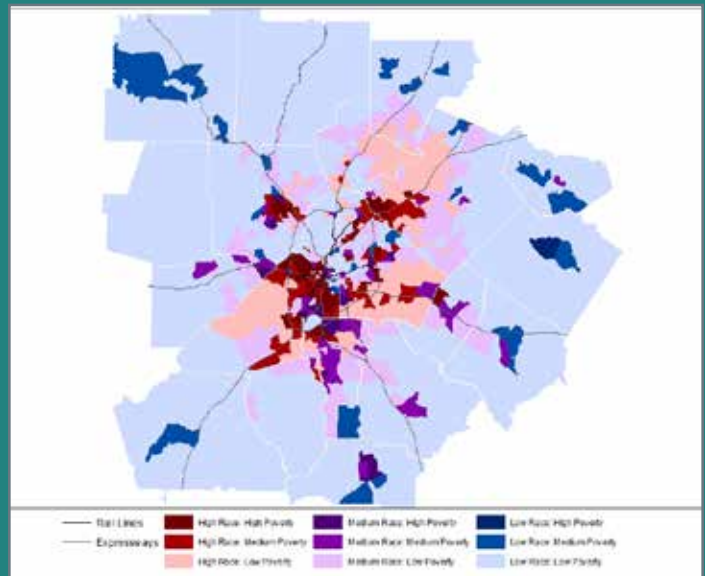 Rail Lines
Expressways
High Race: High Poverty
High Race: Medium Poverty
High Race: Low Poverty
Medium Race: High Poverty
Medium Race: Medium Poverty
Medium Race: Low Poverty
Low Race: High Poverty
Low Race: Medium Poverty
Low Race: Low Poverty